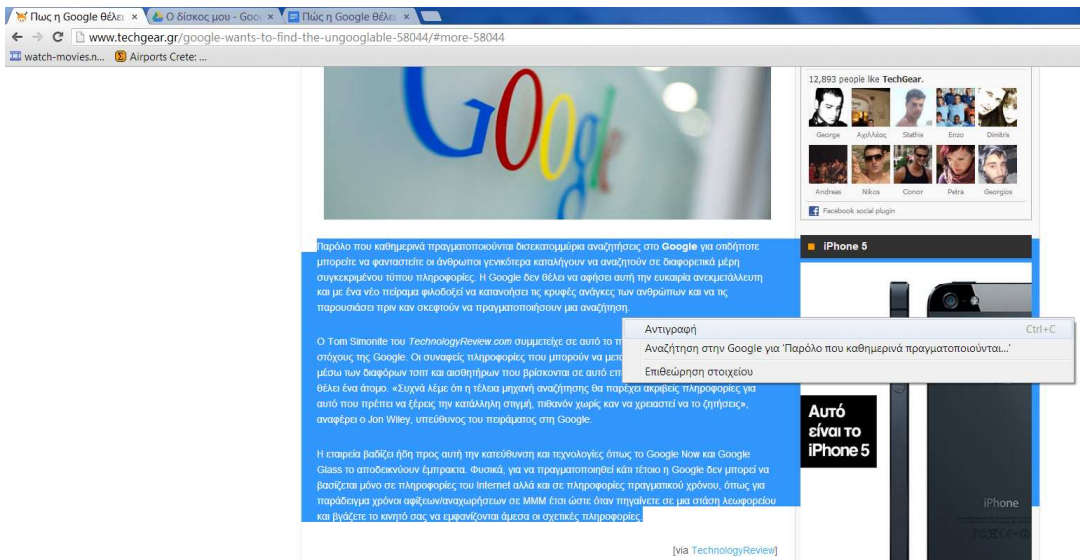 Πως η Google θέλει
Ο δίσκος μου - Goo
Πώς η Google θέλει
www.techgear.gr/google-wants-to-find-the-ungooglable-58044/#more-58044
watch-movies.n...
Airports Crete: ...
Google
12,893 people like TechGear.
George Αχιλλέας Stathis Enzo Dimitris
Andreas Nikos Conor Petra Georgios
Facebook social plugin
Παρόλο που καθημερινά πραγματοποιούνται δισεκατομμύρια αναζητήσεις στο Google για οτιδήποτε
μπορείτε να φανταστείτε οι άνθρωποι γενικότερα καταλήγουν να αναζητούν σε διαφορετικά μέρη
συγκεκριμένου τύπου πληροφορίες. Η Google δεν θέλει να αφήσει αυτή την ευκαιρία ανεκμετάλλευτη
και με ένα νέο πείραμα φιλοδοξεί να κατανοήσει τις κρυφές ανάγκες των ανθρώπων και να τις
παρουσιάσει πριν καν σκεφτούν να πραγματοποιήσουν μια αναζήτηση.
Ο Tom Simonite του TechnologyReview.com συμμετείχε σε αυτό το π
στόχους της Google. Οι συναφείς πληροφορίες που μπορούν να μετα
μέσω των διαφόρων τσιπ και αισθητήρων που βρίσκονται σε αυτό επι
θέλει ένα άτομο. «Συχνά λέμε ότι η τέλεια μηχανή αναζήτησης θα παρέχει ακριβείς πληροφορίες για
αυτό που πρέπει να ξέρεις την κατάλληλη στιγμή, πιθανόν χωρίς καν να χρειαστεί να το ζητήσεις»,
αναφέρει ο Jon Wiley, υπεύθυνος του πειράματος στη Google.
Η εταιρεία βαδίζει ήδη προς αυτή την κατεύθυνση και τεχνολογίες όπως το Google Now και Google
Glass το αποδεικνύουν έμπρακτα. Φυσικά, για να πραγματοποιηθεί κάτι τέτοιο η Google δεν μπορεί να
βασίζεται μόνο σε πληροφορίες του Internet αλλά και σε πληροφορίες πραγματικού χρόνου, όπως για
παράδειγμα χρόνοι αφίξεων/αναχωρήσεων σε ΜΜΜ έτσι ώστε όταν πηγαίνετε σε μια στάση λεωφορείου
και βγάζετε το κινητό σας να εμφανίζονται άμεσα οι σχετικές πληροφορίες.
[via TechnologyReview]
Αντιγραφή Ctrl+C
Αναζήτηση στην Google για 'Παρόλο που καθημερινά πραγματοποιούνται...'
Επιθεώρηση στοιχείου
iPhone 5
Αυτό
είναι το
iPhone 5
iPhone